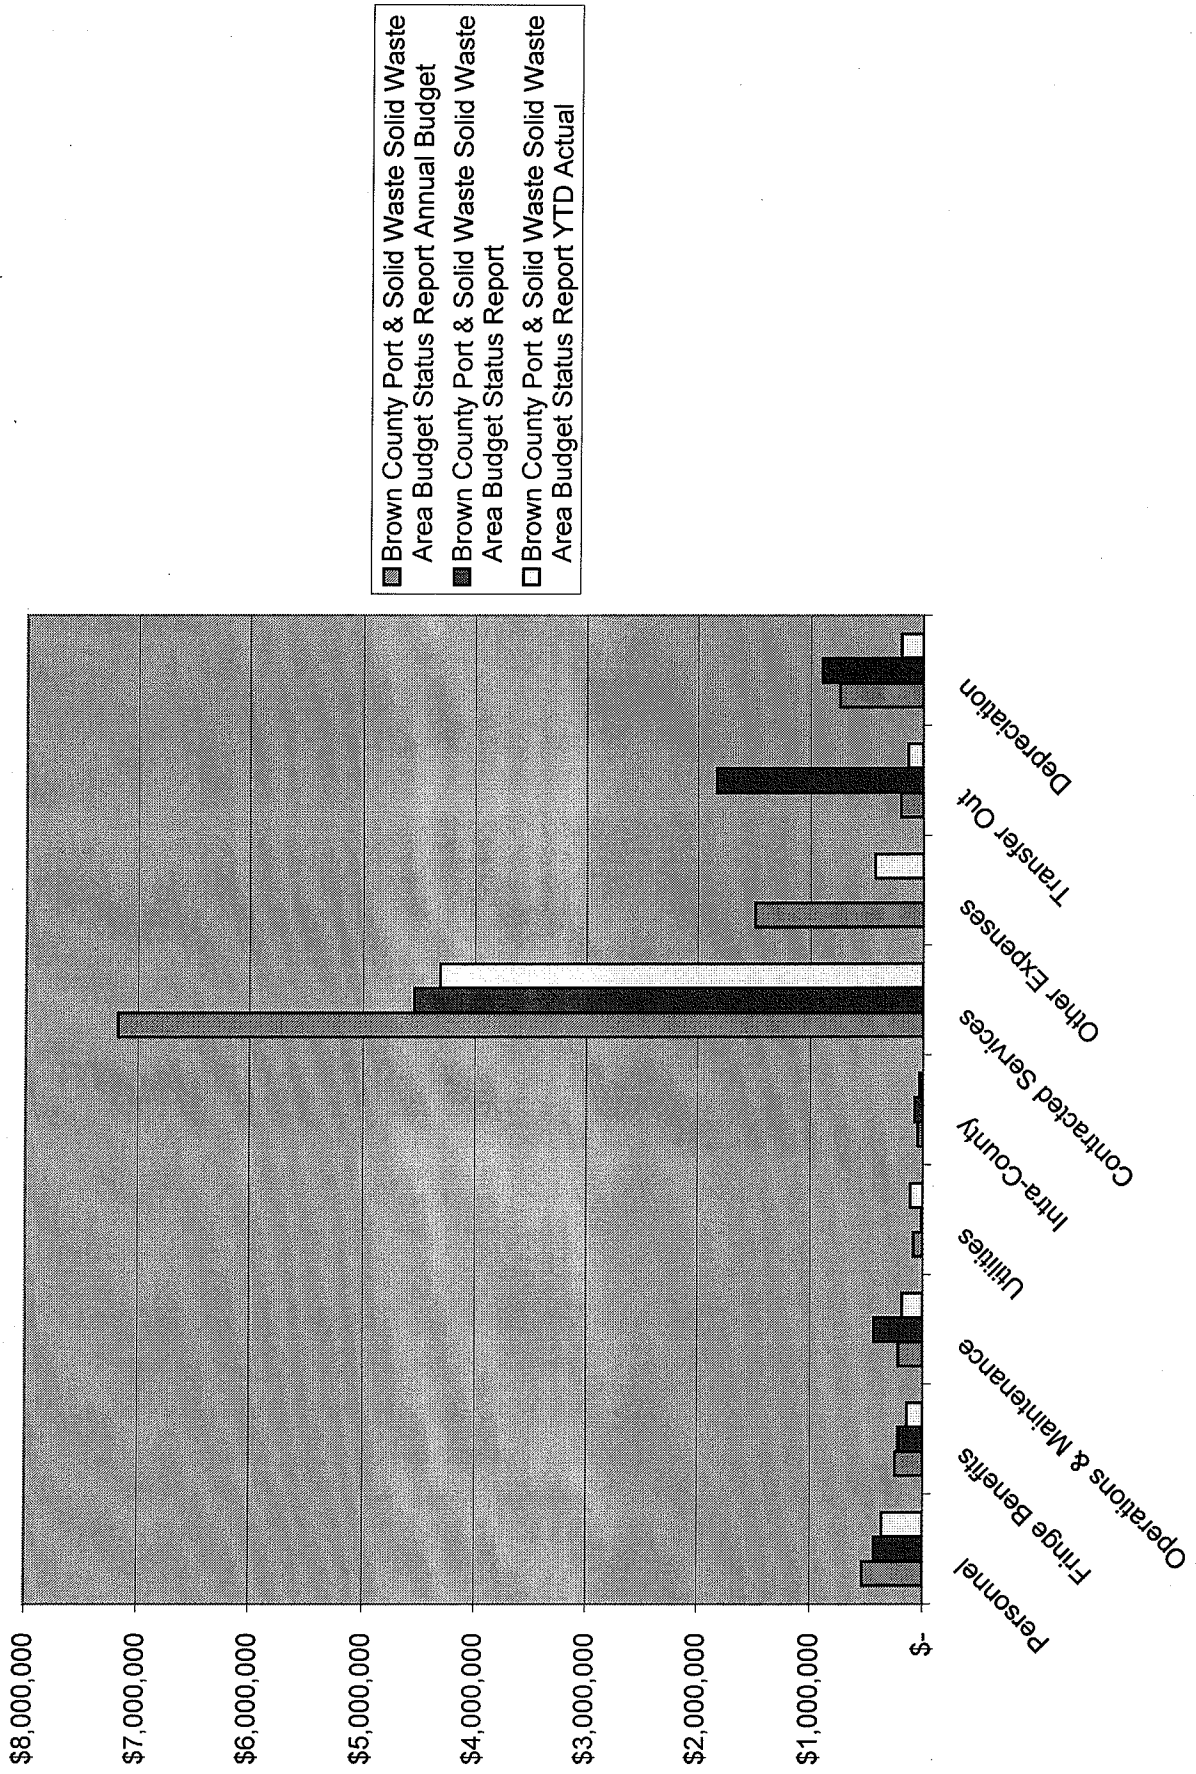 $8,000,000
$7,000,000
$6,000,000
$5,000,000
$4,000,000
$3,000,000
$2,000,000
$1,000,000
$-
Personnel
Fringe Benefits
Operations & Maintenance
Utilities
Intra-County
Contracted Services
Other Expenses
Transfer Out
Depreciation
Brown County Port & Solid Waste Solid Waste
Area Budget Status Report Annual Budget
Brown County Port & Solid Waste Solid Waste
Area Budget Status Report
Brown County Port & Solid Waste Solid Waste
Area Budget Status Report YTD Actual